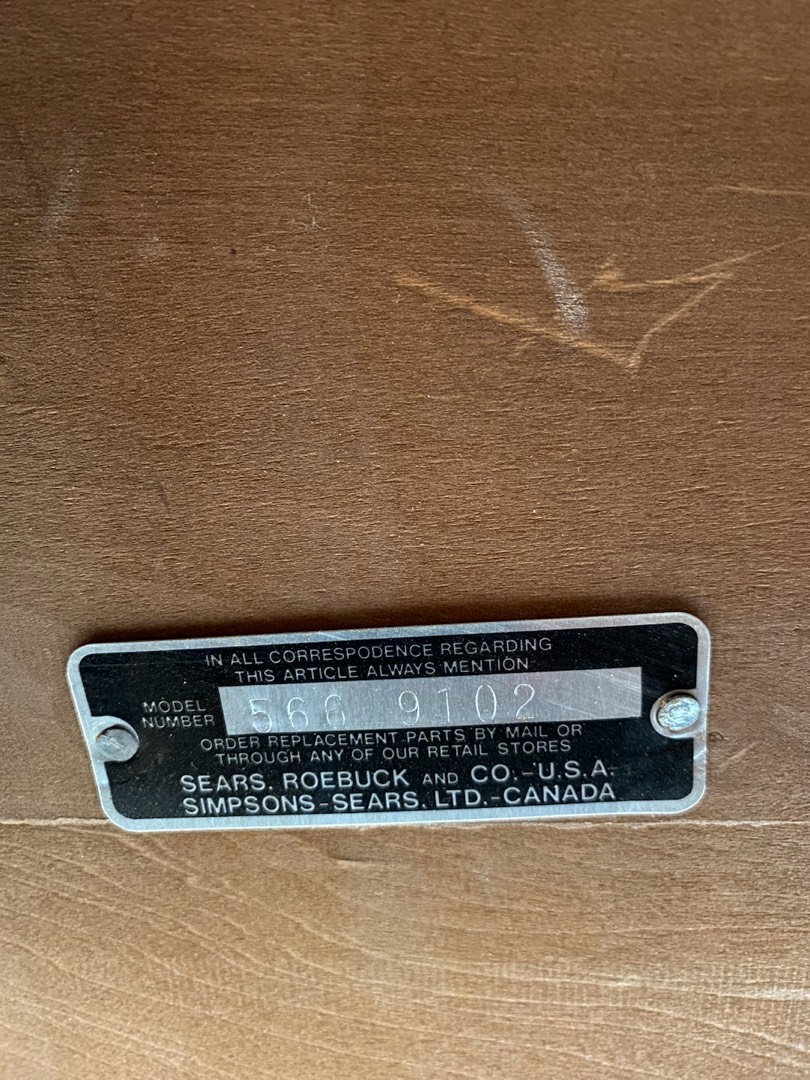 IN ALL CORRESPODENCE REGARDING
THIS ARTICLE ALWAYS MENTION
MODEL
NUMBER
566 9102
ORDER REPLACEMENT PARTS BY MAIL OR
THROUGH ANY OF OUR RETAIL STORES
SEARS, ROEBUCK AND CO.-U.S.A.
SIMPSONS-SEARS, LTD.-CANADA